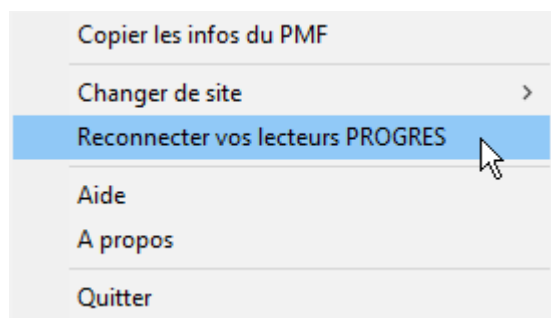 Copier les infos du PMF
Changer de site
Reconnecter vos lecteurs PROGRES
Aide
A propos
Quitter